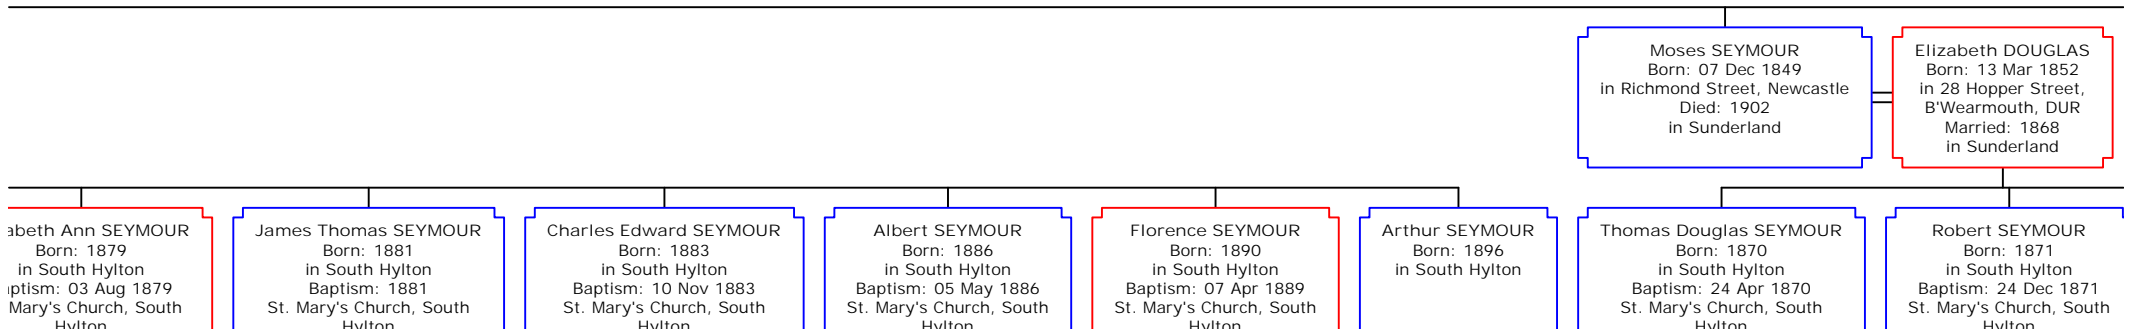 Moses SEYMOUR
Born: 07 Dec 1849
in Richmond Street, Newcastle
Died: 1902
in Sunderland
Elizabeth DOUGLAS
Born: 13 Mar 1852
in 28 Hopper Street,
B'Wearmouth, DUR
Married: 1868
in Sunderland
Ann SEYMOUR
Born: 1879
in South Hylton
03 Aug 1879
Mary's Church, South
Hylton
James Thomas SEYMOUR
Born: 1881
in South Hylton
Baptism: 1881
St. Mary's Church, South
Hylton
Charles Edward SEYMOUR
Born: 1883
in South Hylton
Baptism: 10 Nov 1883
St. Mary's Church, South
Hylton
Albert SEYMOUR
Born: 1886
in South Hylton
Baptism: 05 May 1886
St. Mary's Church, South
Hylton
Florence SEYMOUR
Born: 1890
in South Hylton
Baptism: 07 Apr 1889
St. Mary's Church, South
Hylton
Arthur SEYMOUR
Born: 1896
in South Hylton
Thomas Douglas SEYMOUR
Born: 1870
in South Hylton
Baptism: 24 Apr 1870
St. Mary's Church, South
Hylton
Robert SEYMOUR
Born: 1871
in South Hylton
Baptism: 24 Dec 1871
St. Mary's Church, South
Hylton